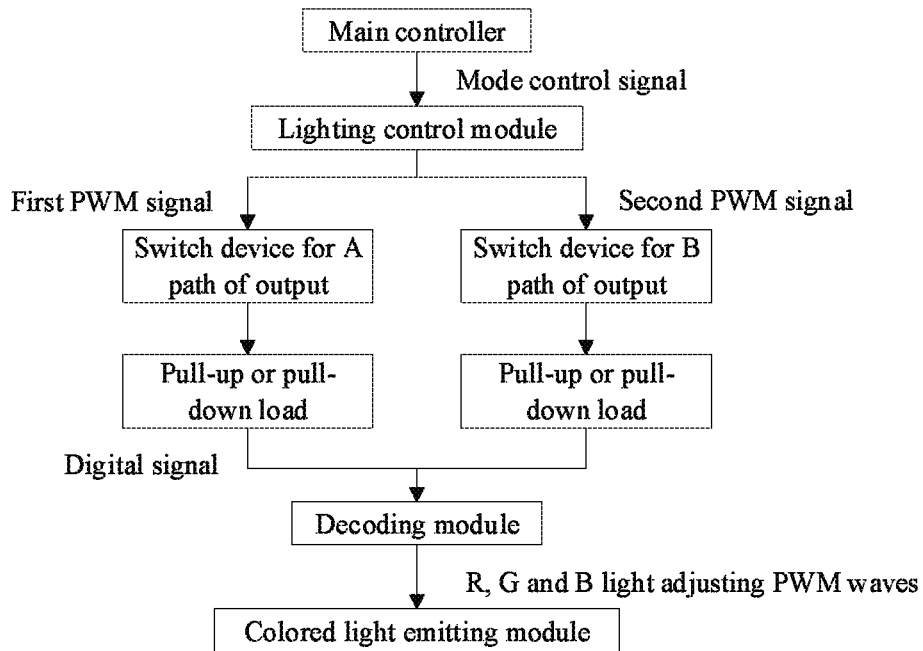 Main controller
Mode control signal
Lighting control module
First PWM signal
Second PWM signal
Switch device for A
path of output
Switch device for B
path of output
Pull-up or pull-
down load
Pull-up or pull-
down load
Digital signal
Decoding module
R, G and B light adjusting PWM waves
Colored light emitting module